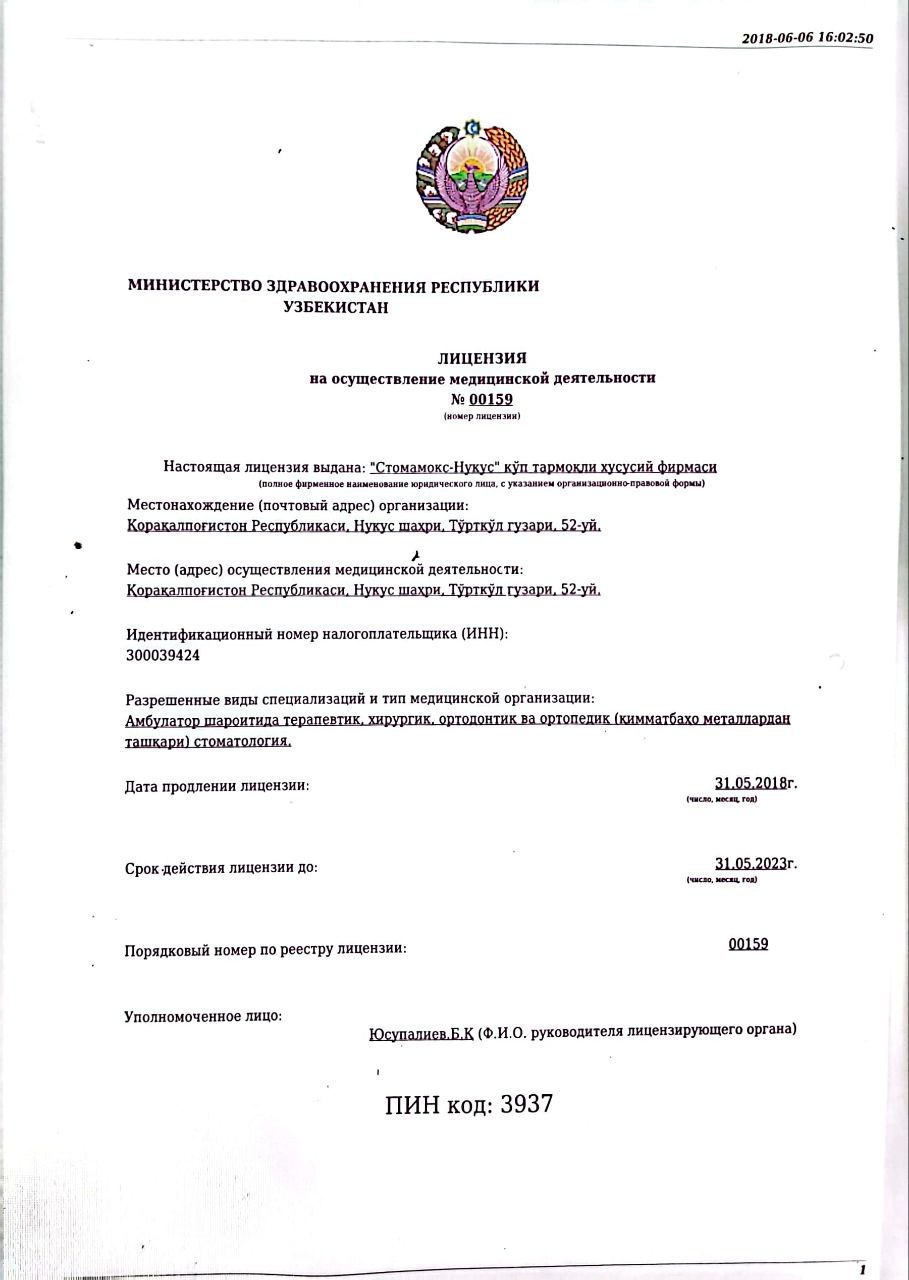 2018-06-06 16:02:50
МИНИСТЕРСТВО ЗДРАВООХРАНЕНИЯ РЕСПУБЛИКИ
УЗБЕКИСТАН
ЛИЦЕНЗИЯ
на осуществление медицинской деятельности
№ 00159
(номер лицензии)
Настоящая лицензия выдана: "Стомамокс-Нукус" кўп тармоқли хусусий фирмаси
(полное фирменное наименование юридического лица, с указанием организационно-правовой формы)
Местонахождение (почтовый адрес) организации:
Корақалпоғистон Республикаси, Нукус шаҳри, Тўрткўл гузари, 52-уй.
Место (адрес) осуществления медицинской деятельности:
Корақалпоғистон Республикаси, Нукус шаҳри, Тўрткўл гузари, 52-уй.
Идентификационный номер налогоплательщика (ИНН):
300039424
Разрешенные виды специализаций и тип медицинской организации:
Амбулатор шароитида терапевтик, хирургик, ортодонтик ва ортопедик (қимматбахо металлардан
ташқари) стоматология.
Дата продлении лицензии: 31.05.2018г.
(число, месяц, год)
Срок действия лицензии до: 31.05.2023г.
(число, месяц, год)
Порядковый номер по реестру лицензии: 00159
Уполномоченное лицо:
Юсупалиев.Б.К (Ф.И.О. руководителя лицензирующего органа)
ПИН код: 3937
1